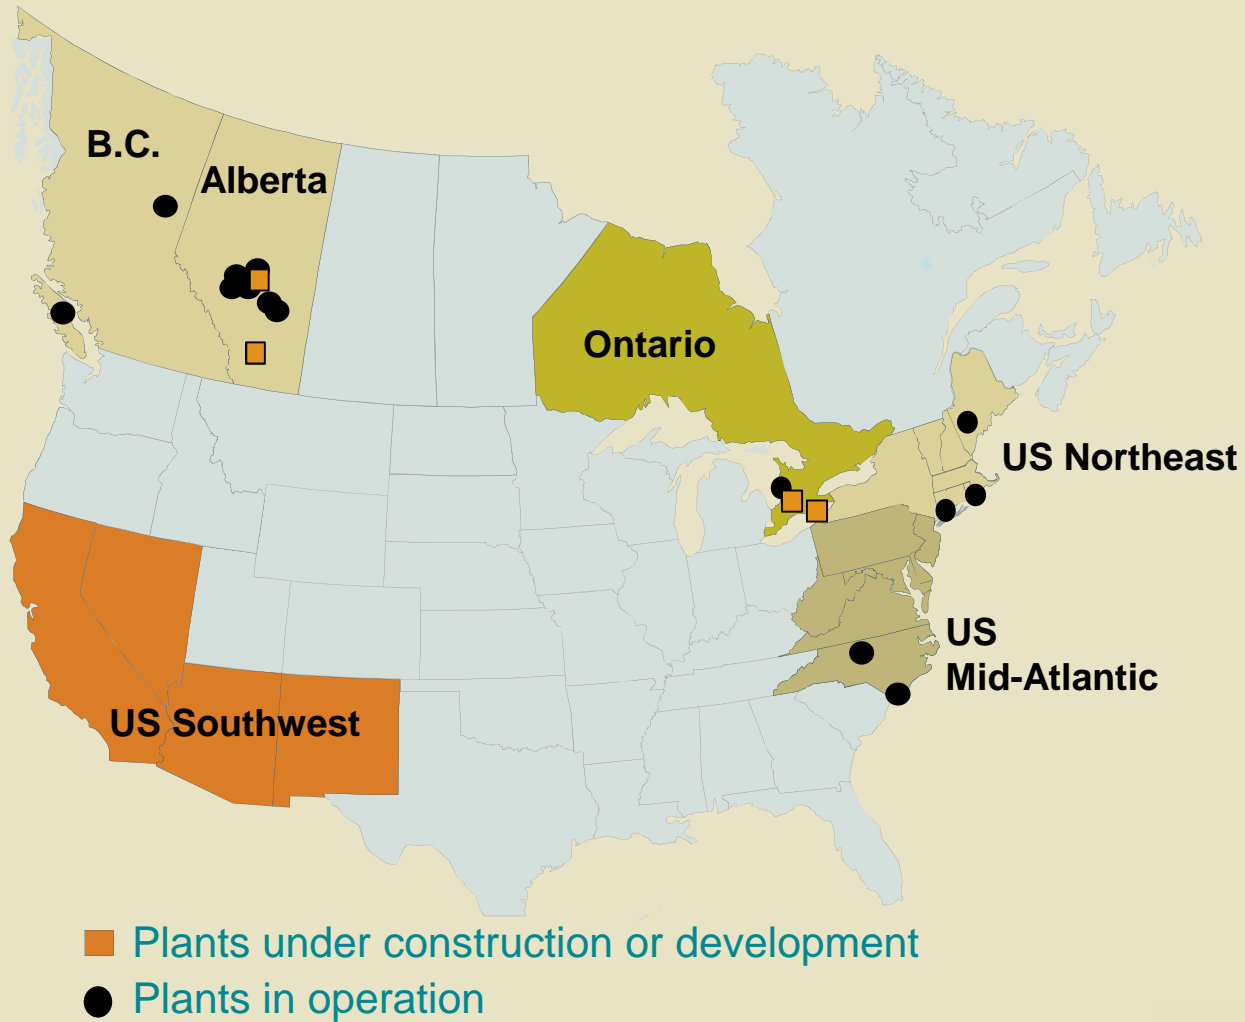 B.C.
Alberta
Ontario
US Northeast
US
Mid-Atlantic
US Southwest
Plants under construction or development
Plants in operation